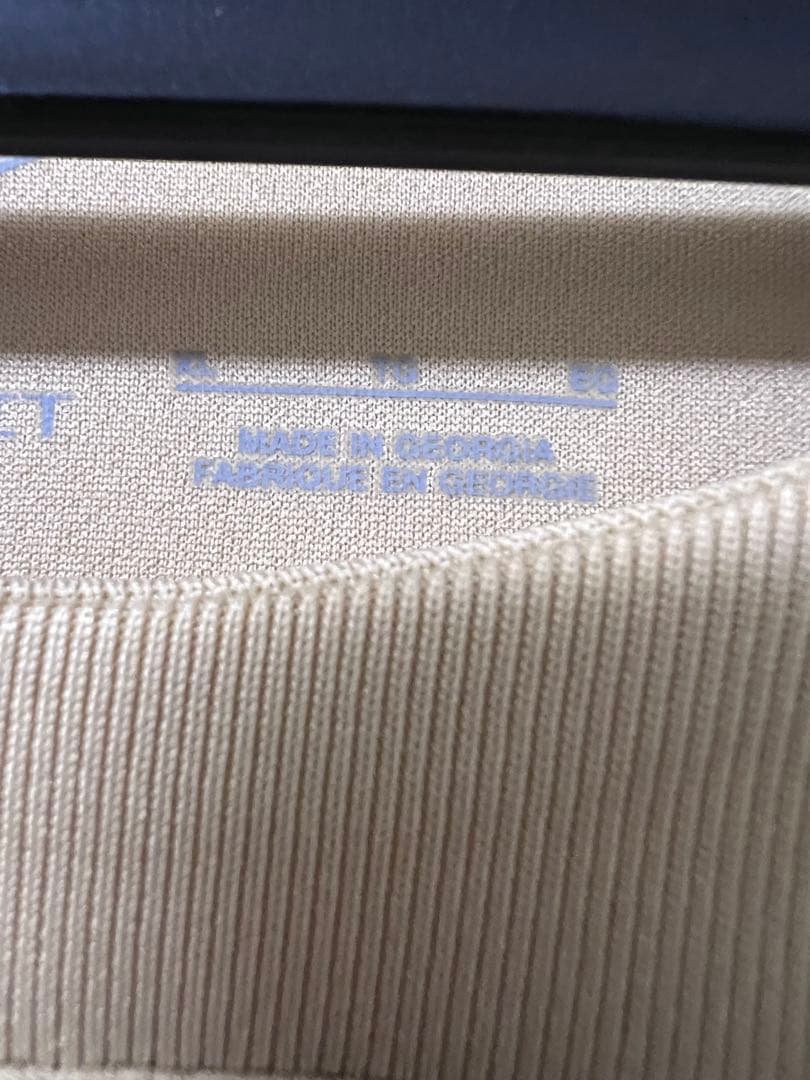 XL TG EG
MADE IN GEORGIA
FABRIQUE EN GEORGIE